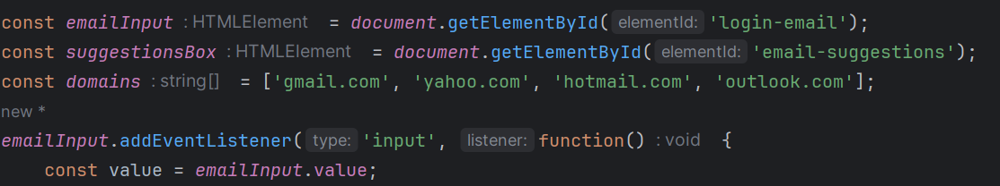 const emailInput : HTMLElement = document.getElementById( elementId: 'login-email');
const suggestionsBox : HTMLElement = document.getElementById( elementId: 'email-suggestions');
const domains : string[] = ['gmail.com', 'yahoo.com', 'hotmail.com', 'outlook.com'];
new *
emailInput.addEventListener( type: 'input', listener: function() : void {
    const value = emailInput.value;